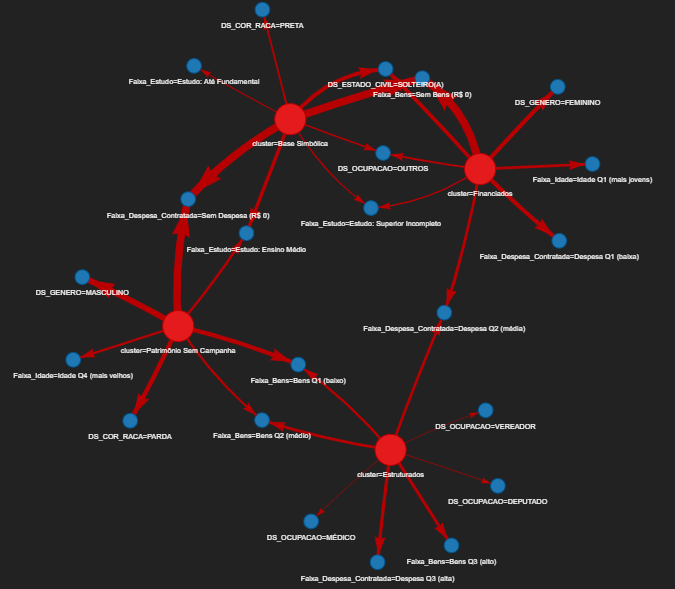 DS_COR_RACA=PRETA
Faixa_Estudo=Estudo: Até Fundamental
DS_ESTADO_CIVIL=SOLTEIRO(A)
Faixa_Bens=Sem Bens (R$ 0)
DS_GENERO=FEMININO
cluster=Base Simbólica
DS_OCUPACAO=OUTROS
Faixa_Idade=Idade Q1 (mais jovens)
cluster=Financiados
Faixa_Despesa_Contratada=Sem Despesa (R$ 0)
Faixa_Estudo=Estudo: Superior Incompleto
Faixa_Estudo=Estudo: Ensino Médio
Faixa_Despesa_Contratada=Despesa Q1 (baixa)
DS_GENERO=MASCULINO
Faixa_Despesa_Contratada=Despesa Q2 (média)
cluster=Patrimônio Sem Campanha
Faixa_Idade=Idade Q4 (mais velhos)
Faixa_Bens=Bens Q1 (baixo)
DS_OCUPACAO=VEREADOR
DS_COR_RACA=PARDA
Faixa_Bens=Bens Q2 (médio)
cluster=Estruturados
DS_OCUPACAO=DEPUTADO
DS_OCUPACAO=MÉDICO
Faixa_Bens=Bens Q3 (alto)
Faixa_Despesa_Contratada=Despesa Q3 (alta)